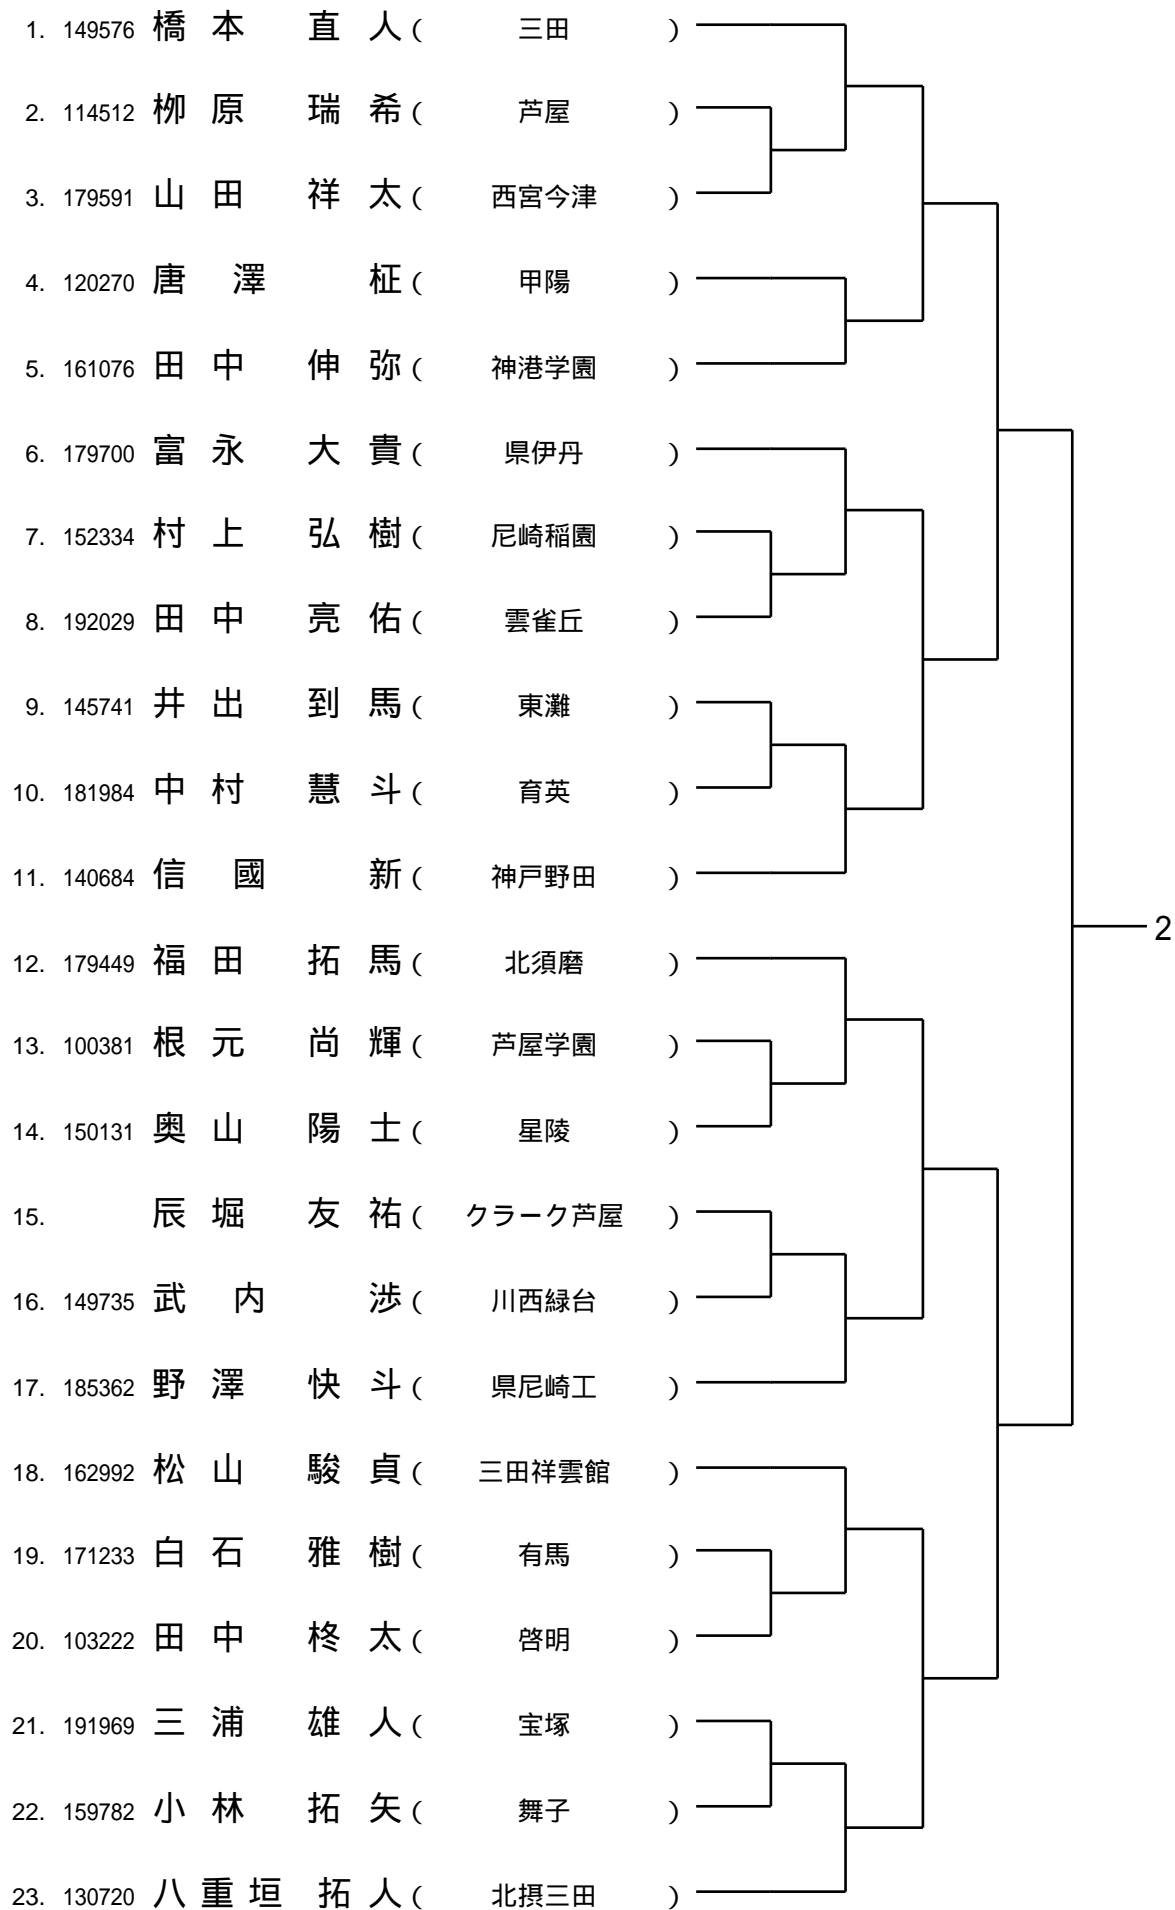 1. 149576 橋本 直人 ( 三田 )
2. 114512 栁原 瑞希 ( 芦屋 )
3. 179591 山田 祥太 ( 西宮今津 )
4. 120270 唐澤 柾 ( 甲陽 )
5. 161076 田中 伸弥 ( 神港学園 )
6. 179700 富永 大貴 ( 県伊丹 )
7. 152334 村上 弘樹 ( 尼崎稲園 )
8. 192029 田中 亮佑 ( 雲雀丘 )
9. 145741 井出 到馬 ( 東灘 )
10. 181984 中村 慧斗 ( 育英 )
11. 140684 信國 新 ( 神戸野田 )
2
12. 179449 福田 拓馬 ( 北須磨 )
13. 100381 根元 尚輝 ( 芦屋学園 )
14. 150131 奥山 陽士 ( 星陵 )
15. 辰堀 友祐 ( クラーク芦屋 )
16. 149735 武内 渉 ( 川西緑台 )
17. 185362 野澤 快斗 ( 県尼崎工 )
18. 162992 松山 駿貞 ( 三田祥雲館 )
19. 171233 白石 雅樹 ( 有馬 )
20. 103222 田中 柊太 ( 啓明 )
21. 191969 三浦 雄人 ( 宝塚 )
22. 159782 小林 拓矢 ( 舞子 )
23. 130720 八重垣 拓人 ( 北摂三田 )